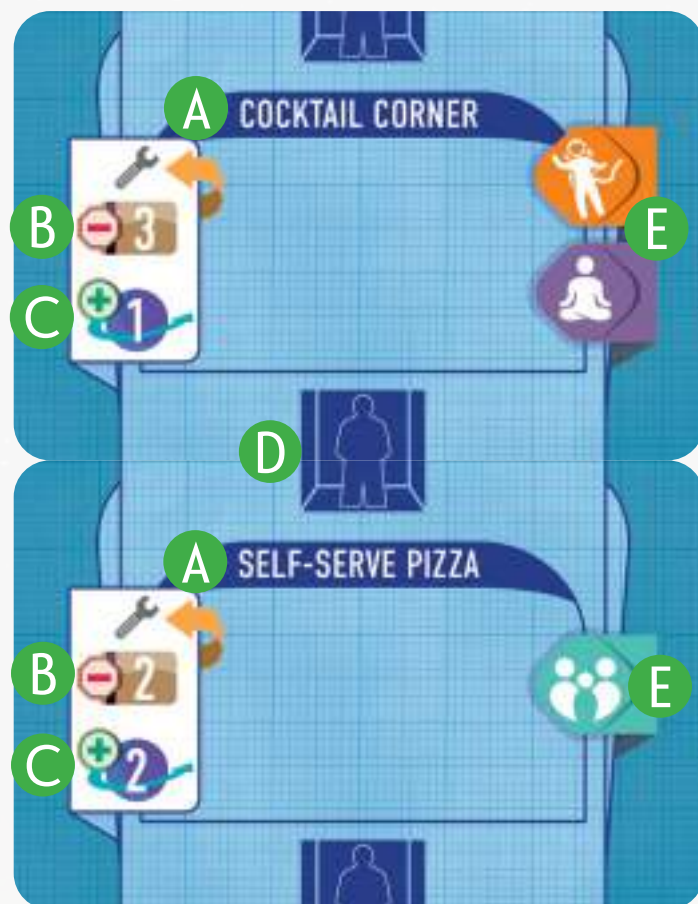 A COCKTAIL CORNER
B 3
E
C 1
D
A SELF-SERVE PIZZA
B 2
E
C 2